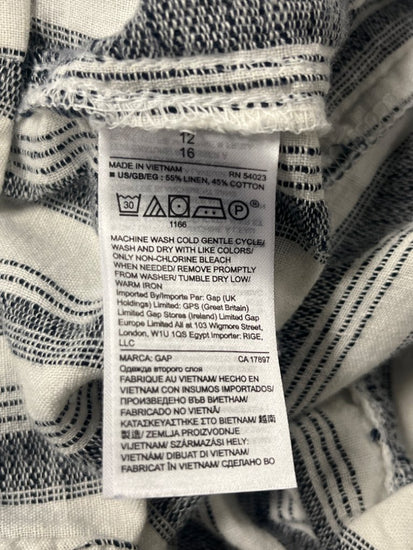 12
16
MADE IN VIETNAM RN 54023
■ US/GB/EG : 55% LINEN, 45% COTTON
30 P
1166
MACHINE WASH COLD GENTLE CYCLE/
WASH AND DRY WITH LIKE COLORS/
ONLY NON-CHLORINE BLEACH
WHEN NEEDED/ REMOVE PROMPTLY
FROM WASHER/ TUMBLE DRY LOW/
WARM IRON
Imported By/Importe Par: Gap (UK
Holdings) Limited: GPS (Great Britain)
Limited Gap Stores (Ireland) Limited Gap
Europe Limited All at 103 Wigmore Street,
London, W1U 1QS Egypt Importer: RIGE,
LLC
MARCA: GAP CA 17897
Одежда второго слоя
FABRIQUE AU VIETNAM/ HECHO EN
VIETNAM CON MATERIALES IMPORTADOS/
ПРОИЗВЕДЕНО ВЪВ ВИЕТНАМ/
FABRICADO NO VIETNÃ/
ΚΑΤΑΣΚΕΥΑΣΤΗΚΕ ΣΤΟ ΒΙΕΤΝΑΜ/ 越南
製造/ ZEMLJA PROIZVODNJE
VIJETNAM/ SZÁRMAZÁSI HELY:
VIETNÁM/ DIBUAT DI VIETNAM/
FABBRICATO IN VIETNAM/ СДЕЛАНО ВО